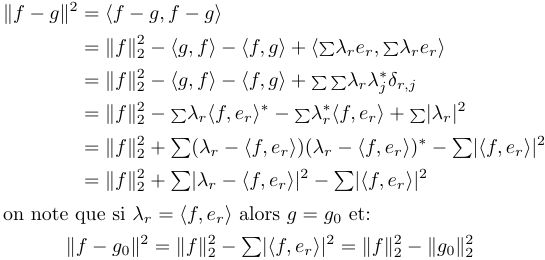 ‖f − g‖² = ⟨f − g, f − g⟩
= ‖f‖₂² − ⟨g, f⟩ − ⟨f, g⟩ + ⟨∑λᵣeᵣ, ∑λᵣeᵣ⟩
= ‖f‖₂² − ⟨g, f⟩ − ⟨f, g⟩ + ∑ ∑ λᵣλⱼ*δᵣ,ⱼ
= ‖f‖₂² − ∑λᵣ⟨f, eᵣ⟩* − ∑λᵣ*⟨f, eᵣ⟩ + ∑|λᵣ|²
= ‖f‖₂² + ∑(λᵣ − ⟨f, eᵣ⟩)(λᵣ − ⟨f, eᵣ⟩)* − ∑|⟨f, eᵣ⟩|²
= ‖f‖₂² + ∑|λᵣ − ⟨f, eᵣ⟩|² − ∑|⟨f, eᵣ⟩|²
on note que si λᵣ = ⟨f, eᵣ⟩ alors g = g₀ et:
‖f − g₀‖² = ‖f‖₂² − ∑|⟨f, eᵣ⟩|² = ‖f‖₂² − ‖g₀‖₂²